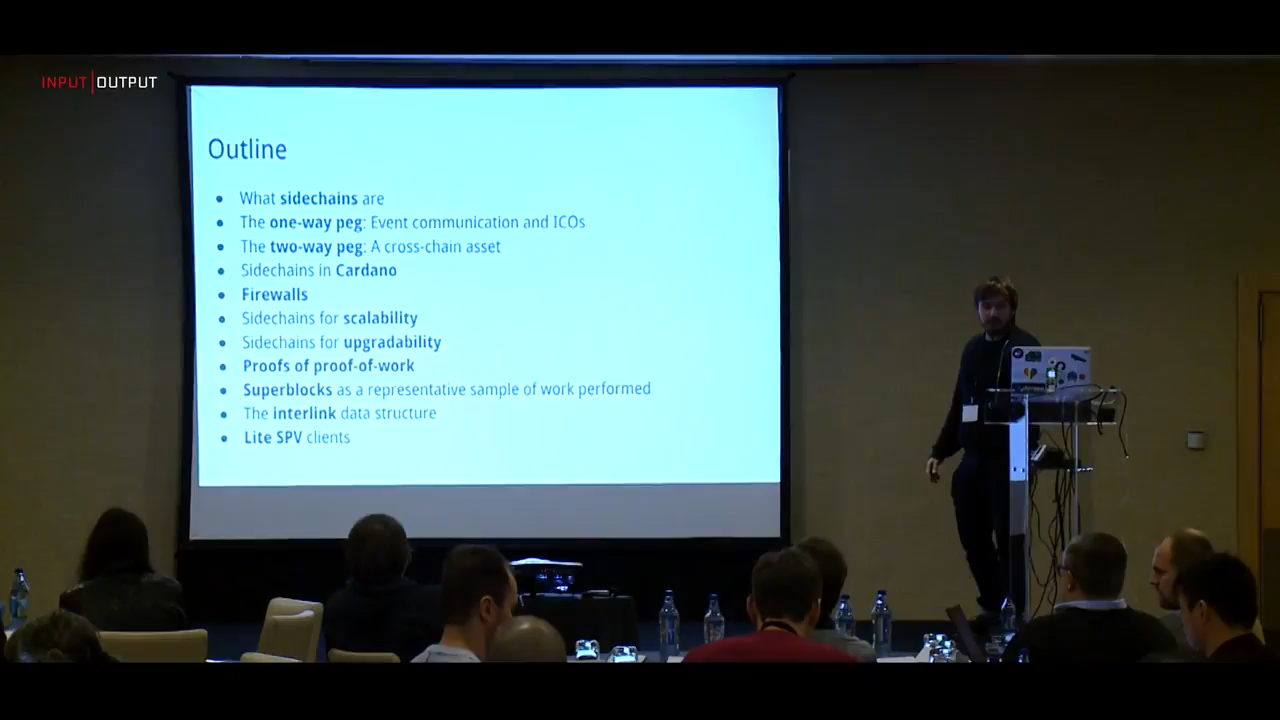 INPUT|OUTPUT
Outline
What sidechains are
The one-way peg: Event communication and ICOs
The two-way peg: A cross-chain asset
Sidechains in Cardano
Firewalls
Sidechains for scalability
Sidechains for upgradability
Proofs of proof-of-work
Superblocks as a representative sample of work performed
The interlink data structure
Lite SPV clients